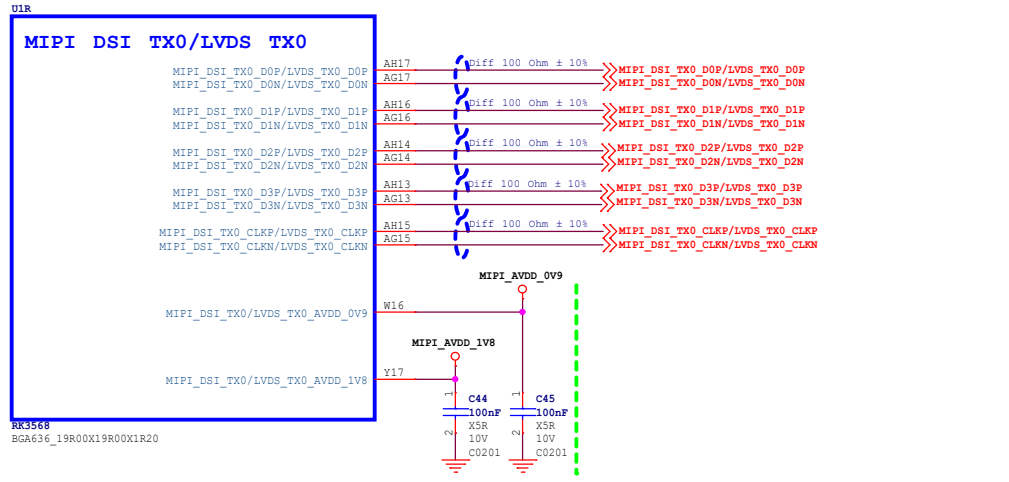 U1R
MIPI DSI TX0/LVDS TX0
MIPI_DSI_TX0_D0P/LVDS_TX0_D0P AH17 Diff 100 Ohm ± 10% MIPI_DSI_TX0_D0P/LVDS_TX0_D0P
MIPI_DSI_TX0_D0N/LVDS_TX0_D0N AG17 MIPI_DSI_TX0_D0N/LVDS_TX0_D0N
MIPI_DSI_TX0_D1P/LVDS_TX0_D1P AH16 Diff 100 Ohm ± 10% MIPI_DSI_TX0_D1P/LVDS_TX0_D1P
MIPI_DSI_TX0_D1N/LVDS_TX0_D1N AG16 MIPI_DSI_TX0_D1N/LVDS_TX0_D1N
MIPI_DSI_TX0_D2P/LVDS_TX0_D2P AH14 Diff 100 Ohm ± 10% MIPI_DSI_TX0_D2P/LVDS_TX0_D2P
MIPI_DSI_TX0_D2N/LVDS_TX0_D2N AG14 MIPI_DSI_TX0_D2N/LVDS_TX0_D2N
MIPI_DSI_TX0_D3P/LVDS_TX0_D3P AH13 Diff 100 Ohm ± 10% MIPI_DSI_TX0_D3P/LVDS_TX0_D3P
MIPI_DSI_TX0_D3N/LVDS_TX0_D3N AG13 MIPI_DSI_TX0_D3N/LVDS_TX0_D3N
MIPI_DSI_TX0_CLKP/LVDS_TX0_CLKP AH15 Diff 100 Ohm ± 10% MIPI_DSI_TX0_CLKP/LVDS_TX0_CLKP
MIPI_DSI_TX0_CLKN/LVDS_TX0_CLKN AG15 MIPI_DSI_TX0_CLKN/LVDS_TX0_CLKN
MIPI_AVDD_0V9
MIPI_DSI_TX0/LVDS_TX0_AVDD_0V9 W16
MIPI_AVDD_1V8
MIPI_DSI_TX0/LVDS_TX0_AVDD_1V8 Y17
1 C44 1 C45
100nF 100nF
X5R X5R
2 10V 2 10V
C0201 C0201
RK3568
BGA636_19R00X19R00X1R20